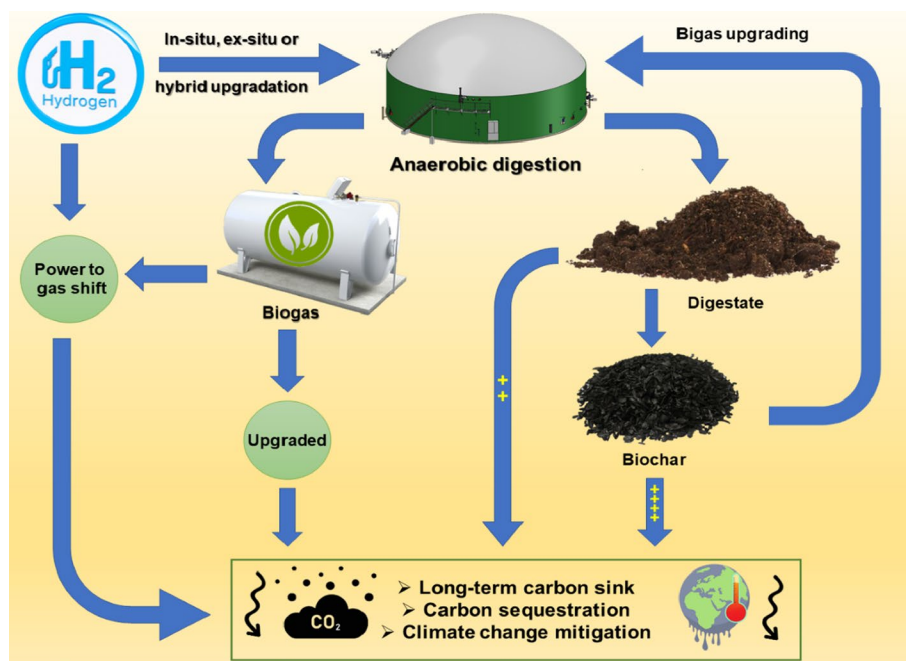 H2
Hydrogen
In-situ, ex-situ or
hybrid upgradation
Bigas upgrading
Anaerobic digestion
Power to
gas shift
Biogas
Digestate
++
Upgraded
Biochar
++++
CO₂
➢ Long-term carbon sink
➢ Carbon sequestration
➢ Climate change mitigation